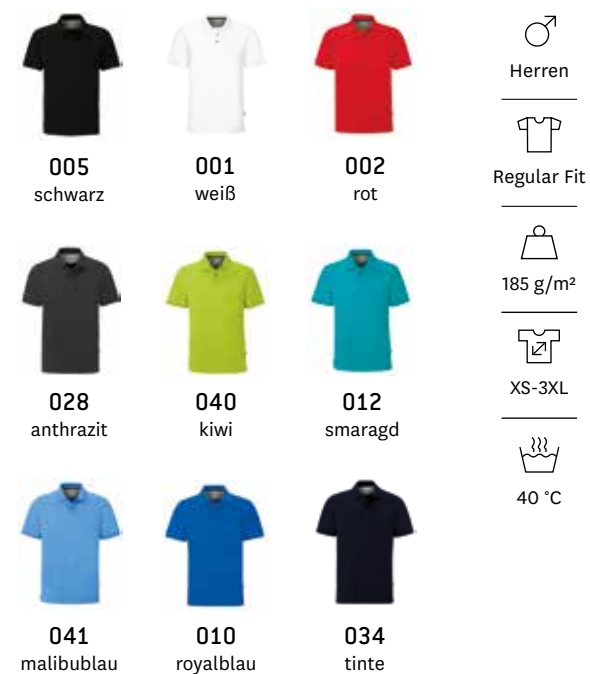 005
schwarz
001
weiß
002
rot
028
anthrazit
040
kiwi
012
smaragd
041
malibublau
010
royalblau
034
tinte
Herren
Regular Fit
185 g/m²
XS-3XL
40 °C